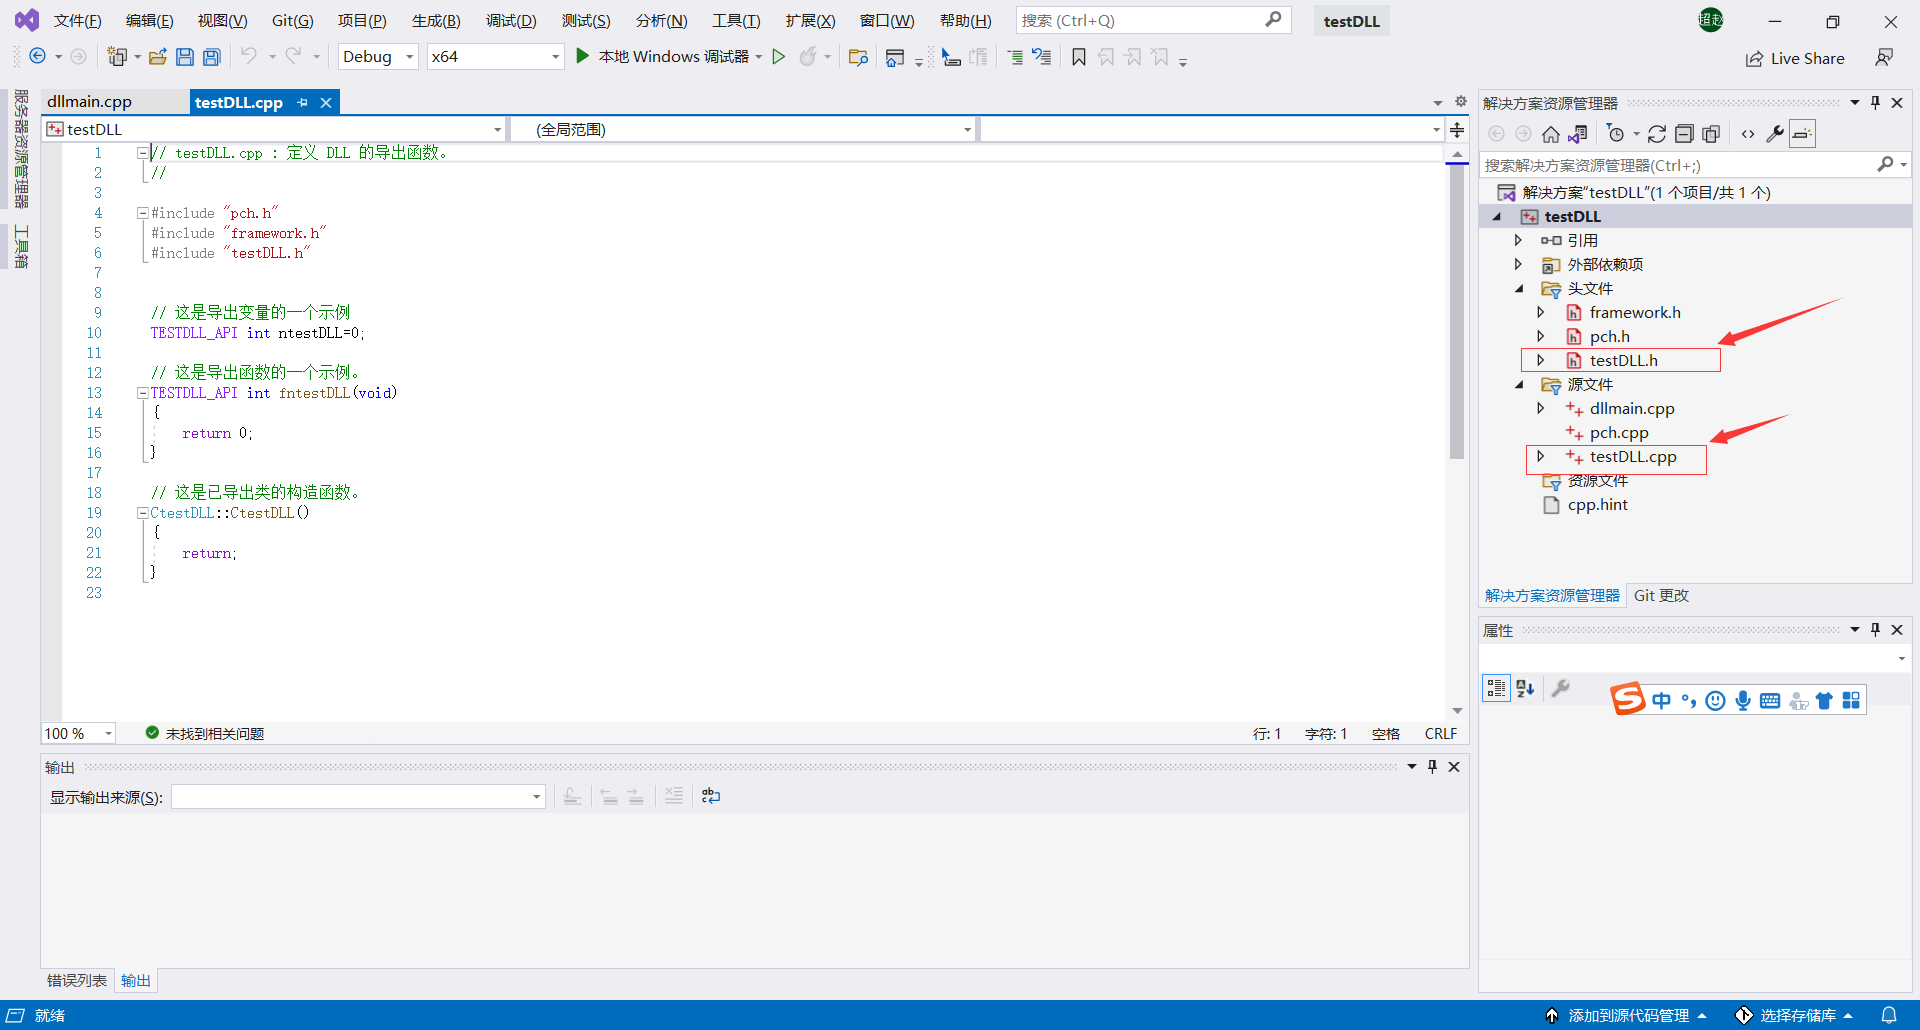 文件(F) 编辑(E) 视图(V) Git(G) 项目(P) 生成(B) 调试(D) 测试(S) 分析(N) 工具(T) 扩展(X) 窗口(W) 帮助(H) 搜索 (Ctrl+Q) testDLL 超赵
Debug x64 本地 Windows 调试器 Live Share
服务器资源管理器
工具箱
dllmain.cpp testDLL.cpp
testDLL (全局范围)
1 // testDLL.cpp : 定义 DLL 的导出函数。
2 //
3
4 #include "pch.h"
5 #include "framework.h"
6 #include "testDLL.h"
7
8
9 // 这是导出变量的一个示例
10 TESTDLL_API int ntestDLL=0;
11
12 // 这是导出函数的一个示例。
13 TESTDLL_API int fntestDLL(void)
14 {
15 return 0;
16 }
17
18 // 这是已导出类的构造函数。
19 CtestDLL::CtestDLL()
20 {
21 return;
22 }
23
100 % 未找到相关问题 行: 1 字符: 1 空格 CRLF
输出
显示输出来源(S):
错误列表 输出
解决方案资源管理器
搜索解决方案资源管理器(Ctrl+;)
解决方案"testDLL"(1 个项目/共 1 个)
testDLL
引用
外部依赖项
头文件
framework.h
pch.h
testDLL.h
源文件
dllmain.cpp
pch.cpp
testDLL.cpp
资源文件
cpp.hint
解决方案资源管理器 Git 更改
属性
中
就绪 添加到源代码管理 选择存储库